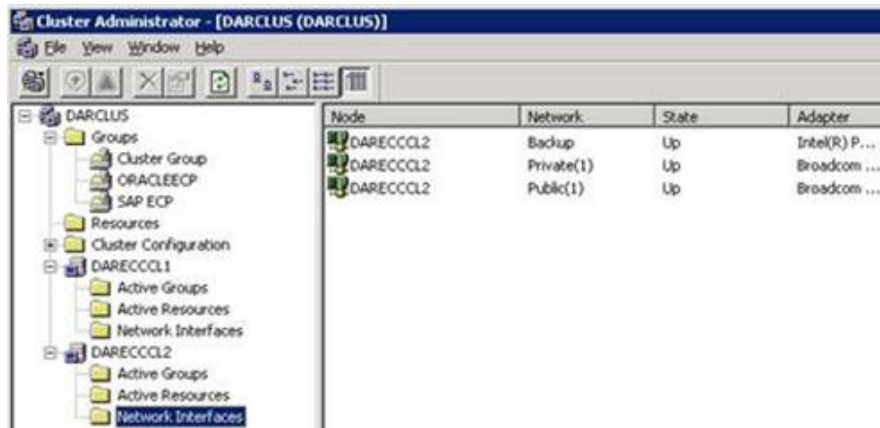 Cluster Administrator - [DARCLUS (DARCLUS)]
File View Window Help
DARCLUS
Groups
Cluster Group
ORACLEECP
SAP ECP
Resources
Cluster Configuration
DARECCCL1
Active Groups
Active Resources
Network Interfaces
DARECCCL2
Active Groups
Active Resources
Network Interfaces
Node Network State Adapter
DARECCCL2 Backup Up Intel(R) P...
DARECCCL2 Private(1) Up Broadcom ...
DARECCCL2 Public(1) Up Broadcom ...